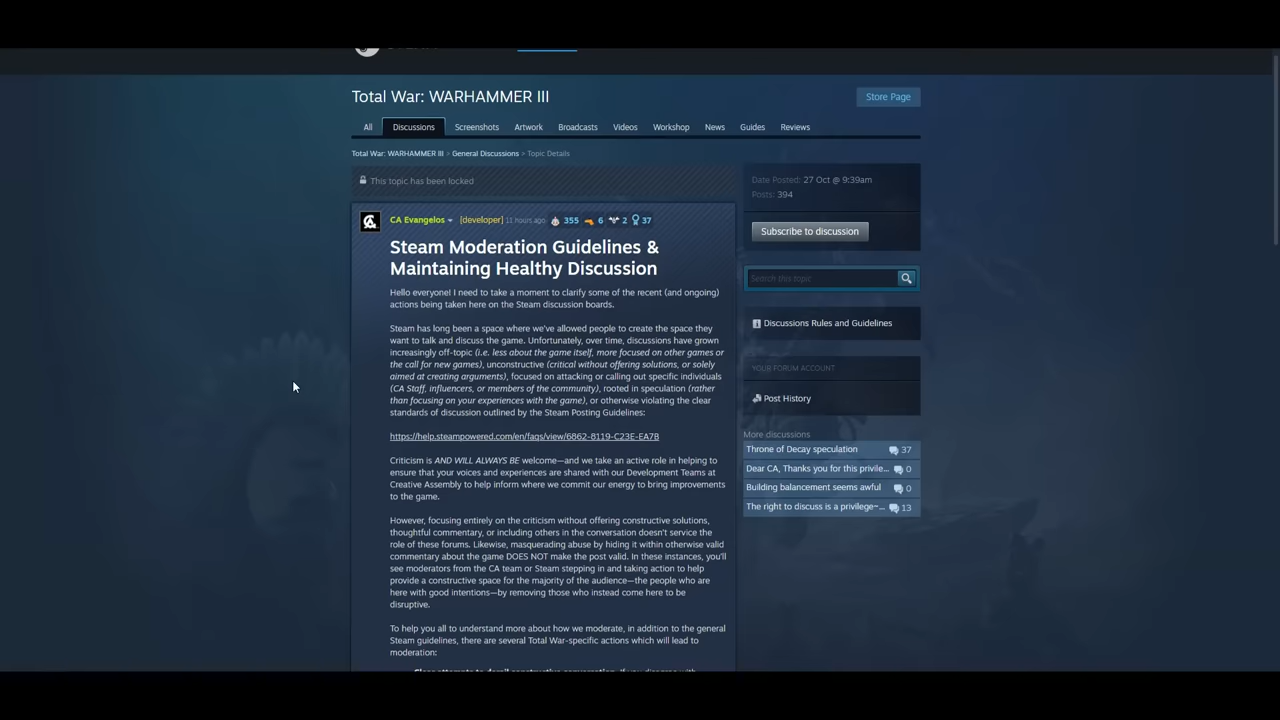 Total War: WARHAMMER III
Store Page
All Discussions Screenshots Artwork Broadcasts Videos Workshop News Guides Reviews
Total War: WARHAMMER III > General Discussions > Topic Details
This topic has been locked
CA Evangelos [developer] 11 hours ago 355 6 2 37
Steam Moderation Guidelines &
Maintaining Healthy Discussion
Hello everyone! I need to take a moment to clarify some of the recent (and ongoing)
actions being taken here on the Steam discussion boards.
Steam has long been a space where we've allowed people to create the space they
want to talk and discuss the game. Unfortunately, over time, discussions have grown
increasingly off-topic (i.e. less about the game itself, more focused on other games or
the call for new games), unconstructive (critical without offering solutions, or solely
aimed at creating arguments), focused on attacking or calling out specific individuals
(CA Staff, influencers, or members of the community), rooted in speculation (rather
than focusing on your experiences with the game), or otherwise violating the clear
standards of discussion outlined by the Steam Posting Guidelines:
https://help.steampowered.com/en/faqs/view/6862-8119-C23E-EA7B
Criticism is AND WILL ALWAYS BE welcome—and we take an active role in helping to
ensure that your voices and experiences are shared with our Development Teams at
Creative Assembly to help inform where we commit our energy to bring improvements
to the game.
However, focusing entirely on the criticism without offering constructive solutions,
thoughtful commentary, or including others in the conversation doesn't service the
role of these forums. Likewise, masquerading abuse by hiding it within otherwise valid
commentary about the game DOES NOT make the post valid. In these instances, you'll
see moderators from the CA team or Steam stepping in and taking action to help
provide a constructive space for the majority of the audience—the people who are
here with good intentions—by removing those who instead come here to be
disruptive.
To help you all to understand more about how we moderate, in addition to the general
Steam guidelines, there are several Total War-specific actions which will lead to
moderation:
Date Posted: 27 Oct @ 9:39am
Posts: 394
Subscribe to discussion
Search this topic
Discussions Rules and Guidelines
YOUR FORUM ACCOUNT
Post History
More discussions
Throne of Decay speculation 37
Dear CA, Thanks you for this privile... 0
Building balancement seems awful 0
The right to discuss is a privilege-... 13